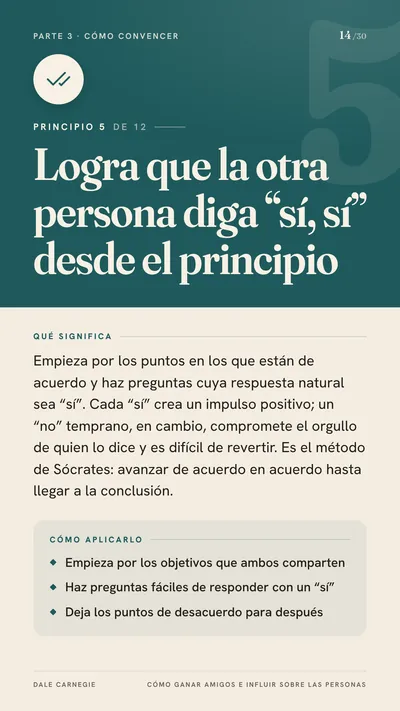 PARTE 3 · CÓMO CONVENCER
14/30
5
PRINCIPIO 5 DE 12
Logra que la otra
persona diga “sí, sí”
desde el principio
QUÉ SIGNIFICA
Empieza por los puntos en los que están de
acuerdo y haz preguntas cuya respuesta natural
sea “sí”. Cada “sí” crea un impulso positivo; un
“no” temprano, en cambio, compromete el orgullo
de quien lo dice y es difícil de revertir. Es el método
de Sócrates: avanzar de acuerdo en acuerdo hasta
llegar a la conclusión.
CÓMO APLICARLO
Empieza por los objetivos que ambos comparten
Haz preguntas fáciles de responder con un “sí”
Deja los puntos de desacuerdo para después
DALE CARNEGIE
CÓMO GANAR AMIGOS E INFLUIR SOBRE LAS PERSONAS